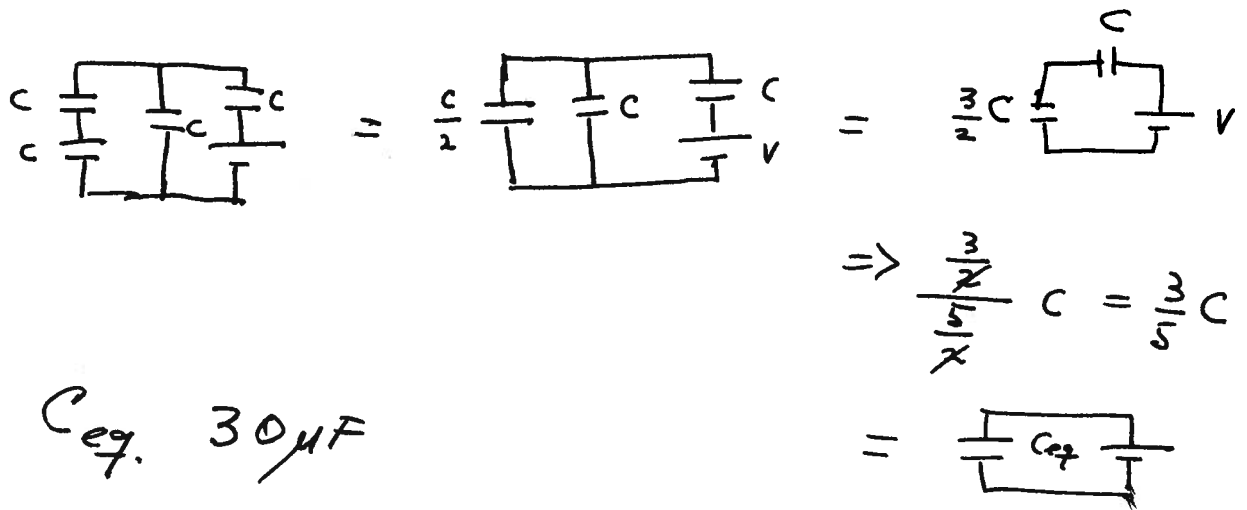 C C C C = C/2 C C V = 3/2 C C V
=> (3/2)/(5/2) C = 3/5 C
C_eq. 30μF = C_eq